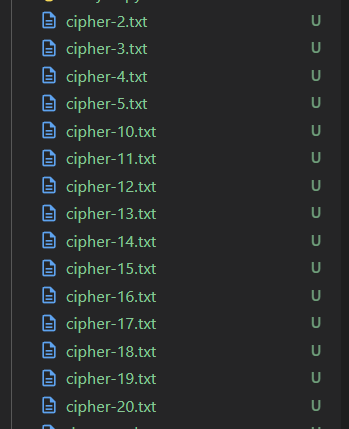 cipher-2.txt U
cipher-3.txt U
cipher-4.txt U
cipher-5.txt U
cipher-10.txt U
cipher-11.txt U
cipher-12.txt U
cipher-13.txt U
cipher-14.txt U
cipher-15.txt U
cipher-16.txt U
cipher-17.txt U
cipher-18.txt U
cipher-19.txt U
cipher-20.txt U